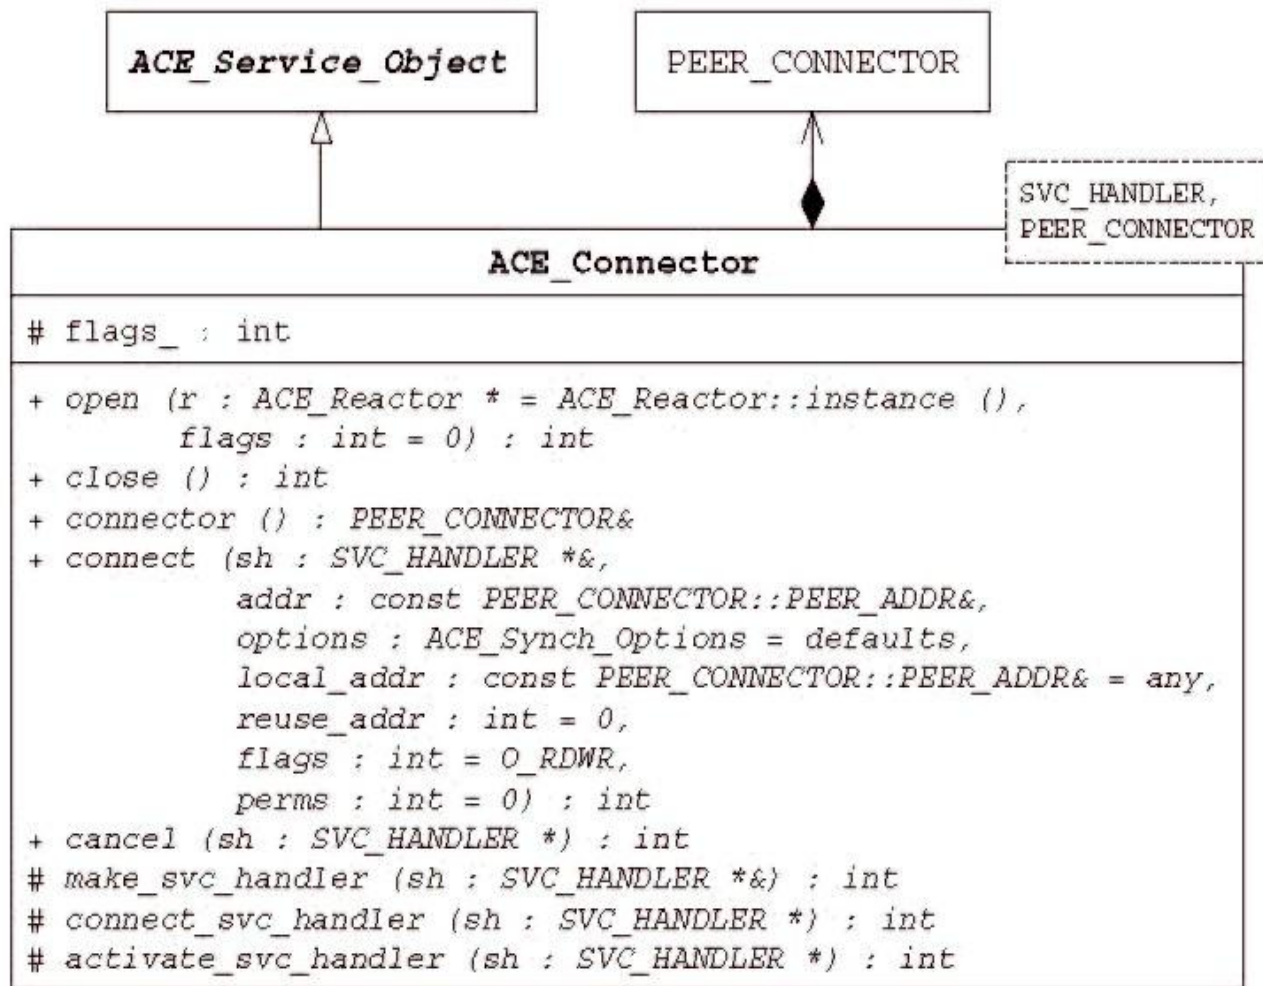 ACE_Service_Object
PEER_CONNECTOR
SVC_HANDLER,
PEER_CONNECTOR
ACE_Connector
# flags_ : int
+ open (r : ACE_Reactor * = ACE_Reactor::instance (),
flags : int = 0) : int
+ close () : int
+ connector () : PEER_CONNECTOR&
+ connect (sh : SVC_HANDLER *&,
addr : const PEER_CONNECTOR::PEER_ADDR&,
options : ACE_Synch_Options = defaults,
local_addr : const PEER_CONNECTOR::PEER_ADDR& = any,
reuse_addr : int = 0,
flags : int = O_RDWR,
perms : int = 0) : int
+ cancel (sh : SVC_HANDLER *) : int
# make_svc_handler (sh : SVC_HANDLER *&) : int
# connect_svc_handler (sh : SVC_HANDLER *) : int
# activate_svc_handler (sh : SVC_HANDLER *) : int